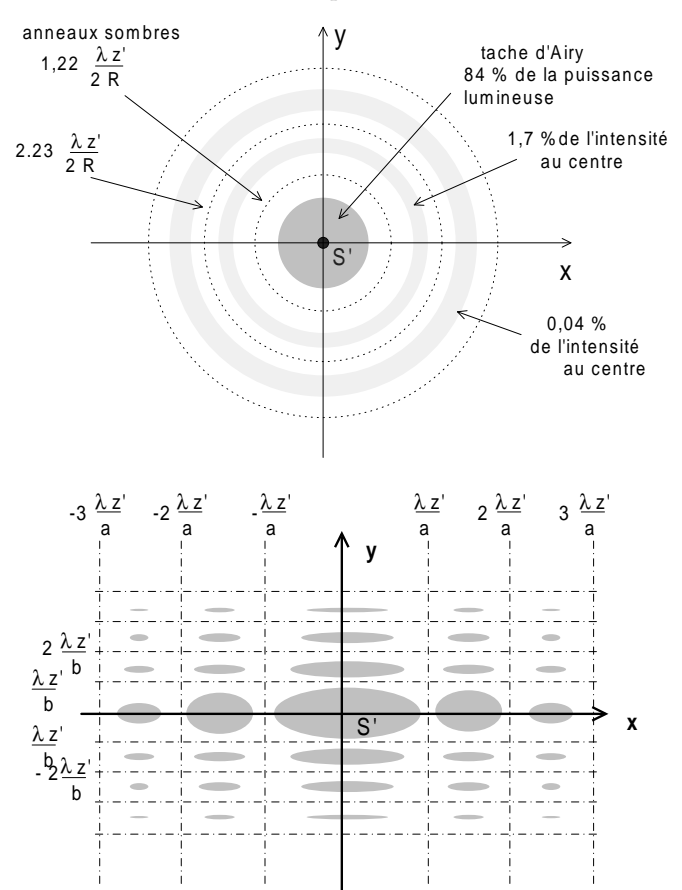 anneaux sombres
1,22 λ z'
2 R
y
tache d'Airy
84 % de la puissance
lumineuse
2.23 λ z'
2 R
1,7 % de l'intensité
au centre
S'
x
0,04 %
de l'intensité
au centre
-3 λ z' -2 λ z' - λ z' λ z' 2 λ z' 3 λ z'
a a a a a a
y
2 λ z'
b
λ z'
b
S'
x
λ z'
b
- 2 λ z'
b